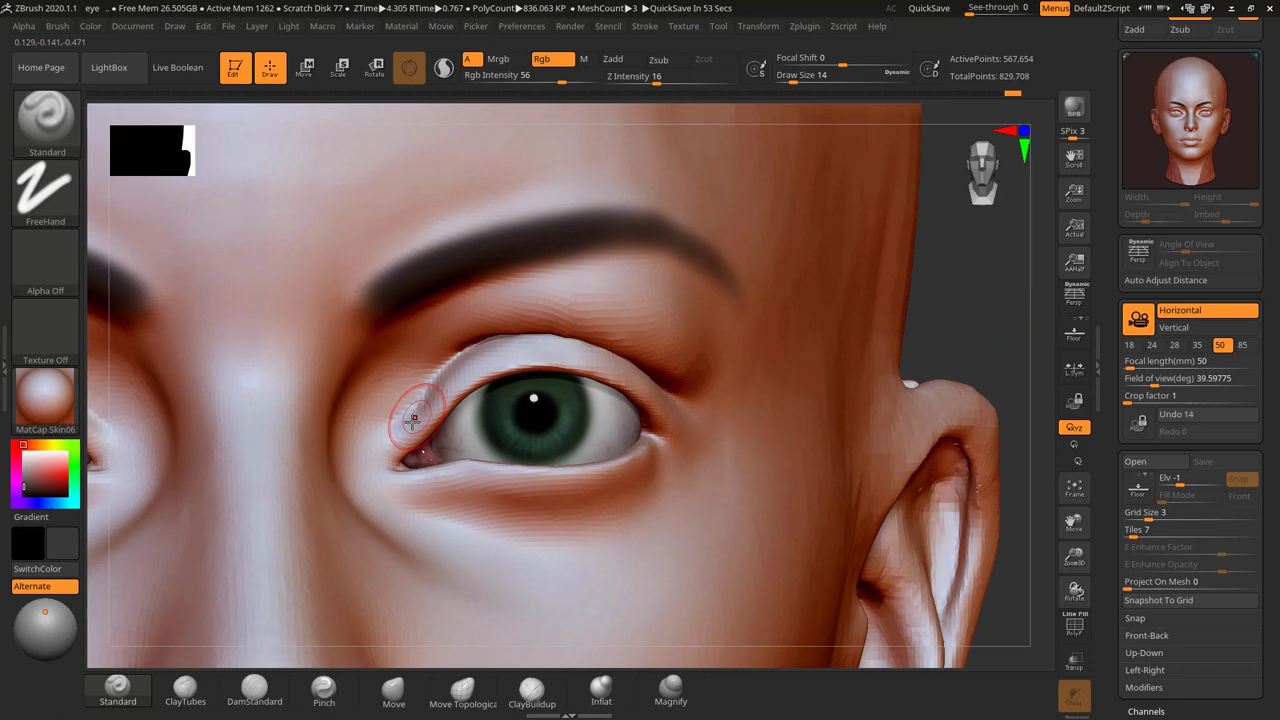 ZBrush 2020.1.1 eye .. • Free Mem 26.505GB • Active Mem 1262 • Scratch Disk 77 • ZTime▶4.305 RTime▶0.767 • PolyCount▶836.063 KP • MeshCount▶3 ▶QuickSave In 53 Secs AC QuickSave See-through 0 Menus DefaultZScript
Alpha Brush Color Document Draw Edit File Layer Light Macro Marker Material Movie Picker Preferences Render Stencil Stroke Texture Tool Transform Zplugin Zscript Help
0.129,-0.141,-0.471
Home Page LightBox Live Boolean Edit Draw Move Scale Rotate
A Mrgb Rgb M Zadd Zsub Zcut
Rgb Intensity 56 Z Intensity 16
Focal Shift 0
Draw Size 14 Dynamic
ActivePoints: 567,654
TotalPoints: 829,708
Zadd Zsub Zcut
Standard
FreeHand
Alpha Off
Texture Off
MatCap Skin06
Gradient
SwitchColor
Alternate
BPR
SPix 3
Scroll
Zoom
Actual
AAHalf
Dynamic
Persp
Floor
L.Sym
XYZ
Frame
Move
Zoom3D
Rotate
Line Fill
PolyF
Transp
Ghost
Width Height
Depth Imbed
Dynamic
Persp
Angle Of View
Align To Object
Auto Adjust Distance
Horizontal
Vertical
18 24 28 35 50 85
Focal length(mm) 50
Field of view(deg) 39.59775
Crop factor 1
Undo 14
Redo 0
Open Save
Floor
Elv -1 Snap
Fill Mode Front
Grid Size 3
Tiles 7
E Enhance Factor
E Enhance Opacity
Project On Mesh 0
Snapshot To Grid
Snap
Front-Back
Up-Down
Left-Right
Modifiers
Channels
Standard ClayTubes DamStandard Pinch Move Move Topologica ClayBuildup Inflat Magnify